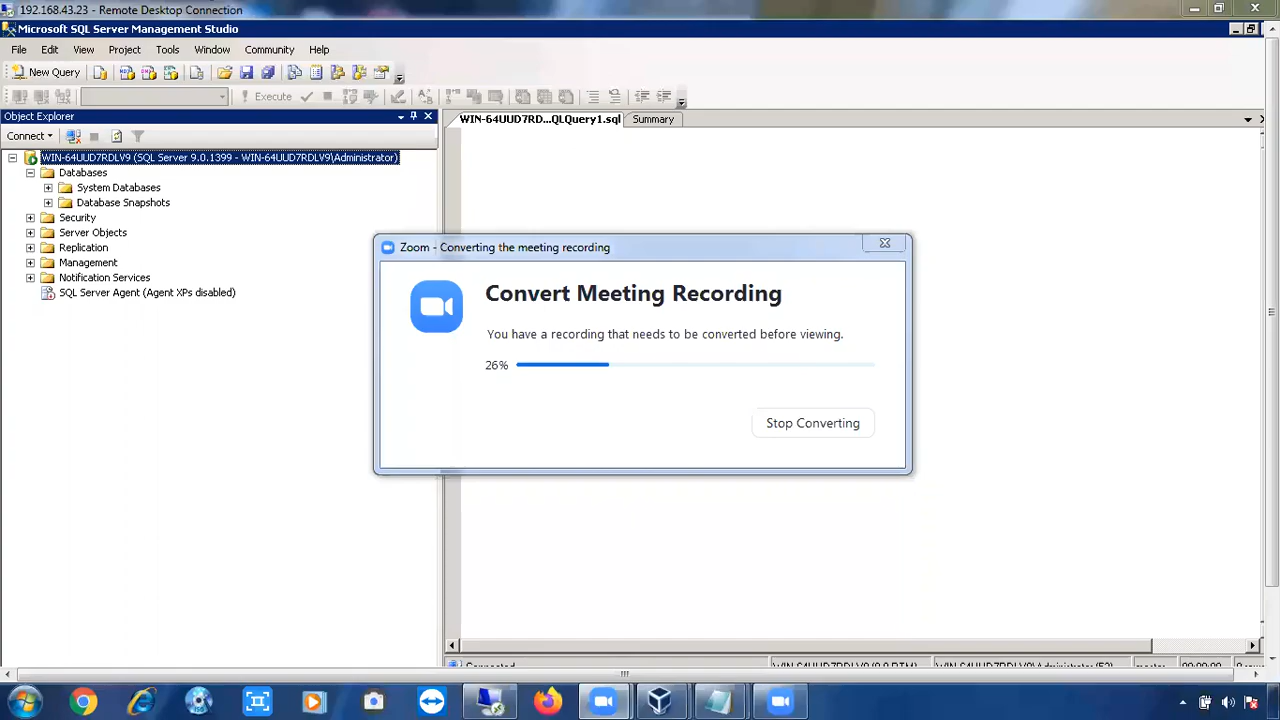 192.168.43.23 - Remote Desktop Connection
Microsoft SQL Server Management Studio
File Edit View Project Tools Window Community Help
New Query
Execute
Object Explorer
WIN-64UUD7RD...QLQuery1.sql Summary
Connect
WIN-64UUD7RDLV9 (SQL Server 9.0.1399 - WIN-64UUD7RDLV9\Administrator)
Databases
System Databases
Database Snapshots
Security
Server Objects
Replication
Management
Notification Services
SQL Server Agent (Agent XPs disabled)
Zoom - Converting the meeting recording
Convert Meeting Recording
You have a recording that needs to be converted before viewing.
26%
Stop Converting
Connected.